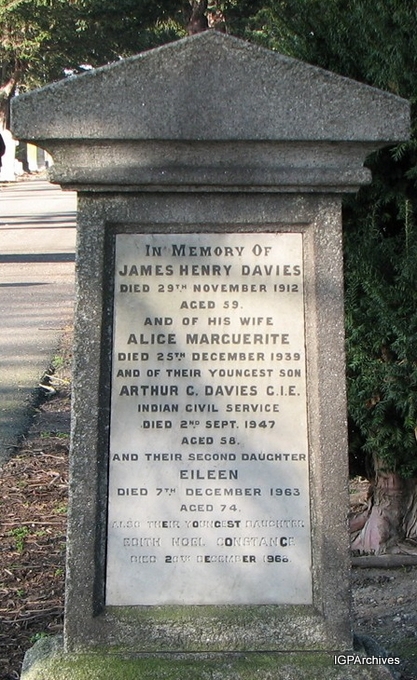 IN MEMORY OF
JAMES HENRY DAVIES
DIED 29TH NOVEMBER 1912
AGED 59.
AND OF HIS WIFE
ALICE MARGUERITE
DIED 25TH DECEMBER 1939
AND OF THEIR YOUNGEST SON
ARTHUR C. DAVIES C.I.E.
INDIAN CIVIL SERVICE
DIED 2ND SEPT. 1947
AGED 58.
AND THEIR SECOND DAUGHTER
EILEEN
DIED 7TH DECEMBER 1963
AGED 74.
ALSO THEIR YOUNGEST DAUGHTER
EDITH NOEL CONSTANCE
DIED DECEMBER
IGPArchives